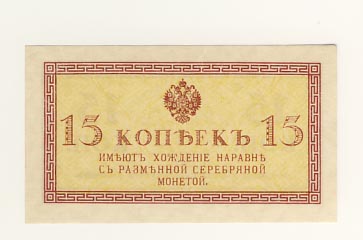 15 КОПѢЕКЪ 15
ИМѢЮТЪ ХОЖДЕНІЕ НАРАВНѢ
СЪ РАЗМѢННОЙ СЕРЕБРЯНОЙ
МОНЕТОЙ.